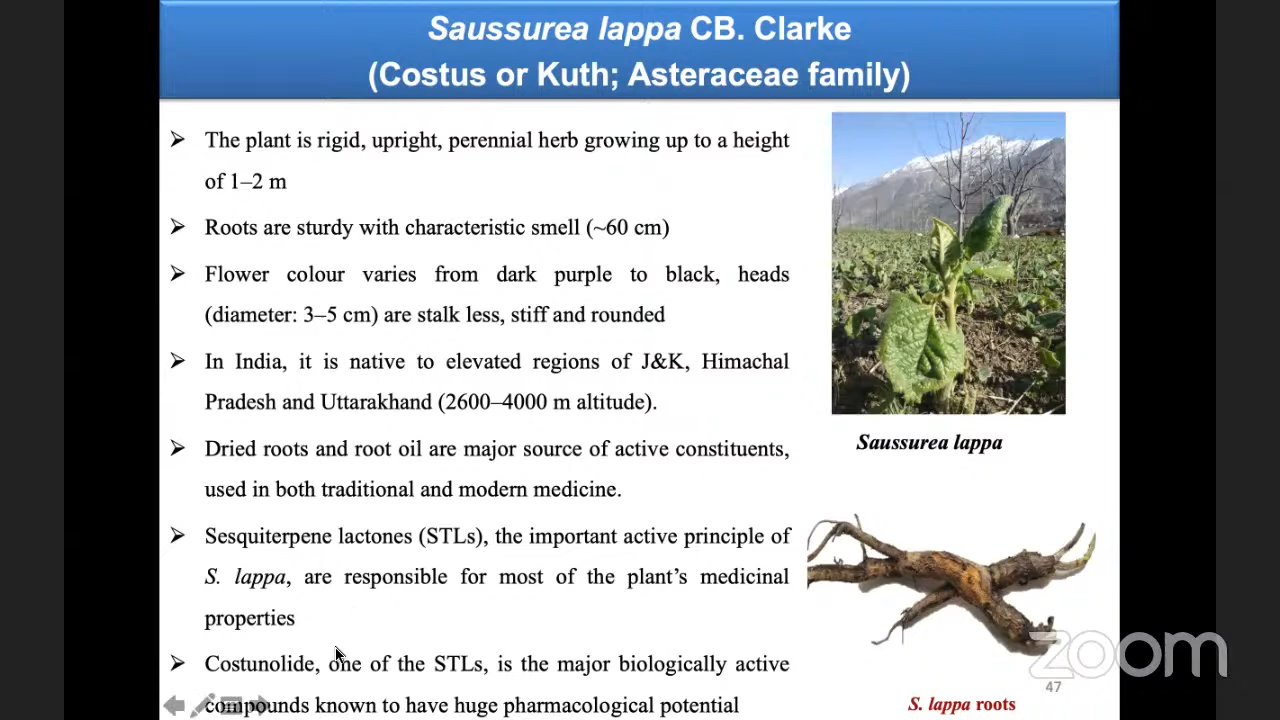 Saussurea lappa CB. Clarke
(Costus or Kuth; Asteraceae family)
➢ The plant is rigid, upright, perennial herb growing up to a height
of 1–2 m
➢ Roots are sturdy with characteristic smell (~60 cm)
➢ Flower colour varies from dark purple to black, heads
(diameter: 3–5 cm) are stalk less, stiff and rounded
➢ In India, it is native to elevated regions of J&K, Himachal
Pradesh and Uttarakhand (2600–4000 m altitude).
➢ Dried roots and root oil are major source of active constituents,
used in both traditional and modern medicine.
➢ Sesquiterpene lactones (STLs), the important active principle of
S. lappa, are responsible for most of the plant's medicinal
properties
➢ Costunolide, one of the STLs, is the major biologically active
compounds known to have huge pharmacological potential
Saussurea lappa
zoom
47
S. lappa roots